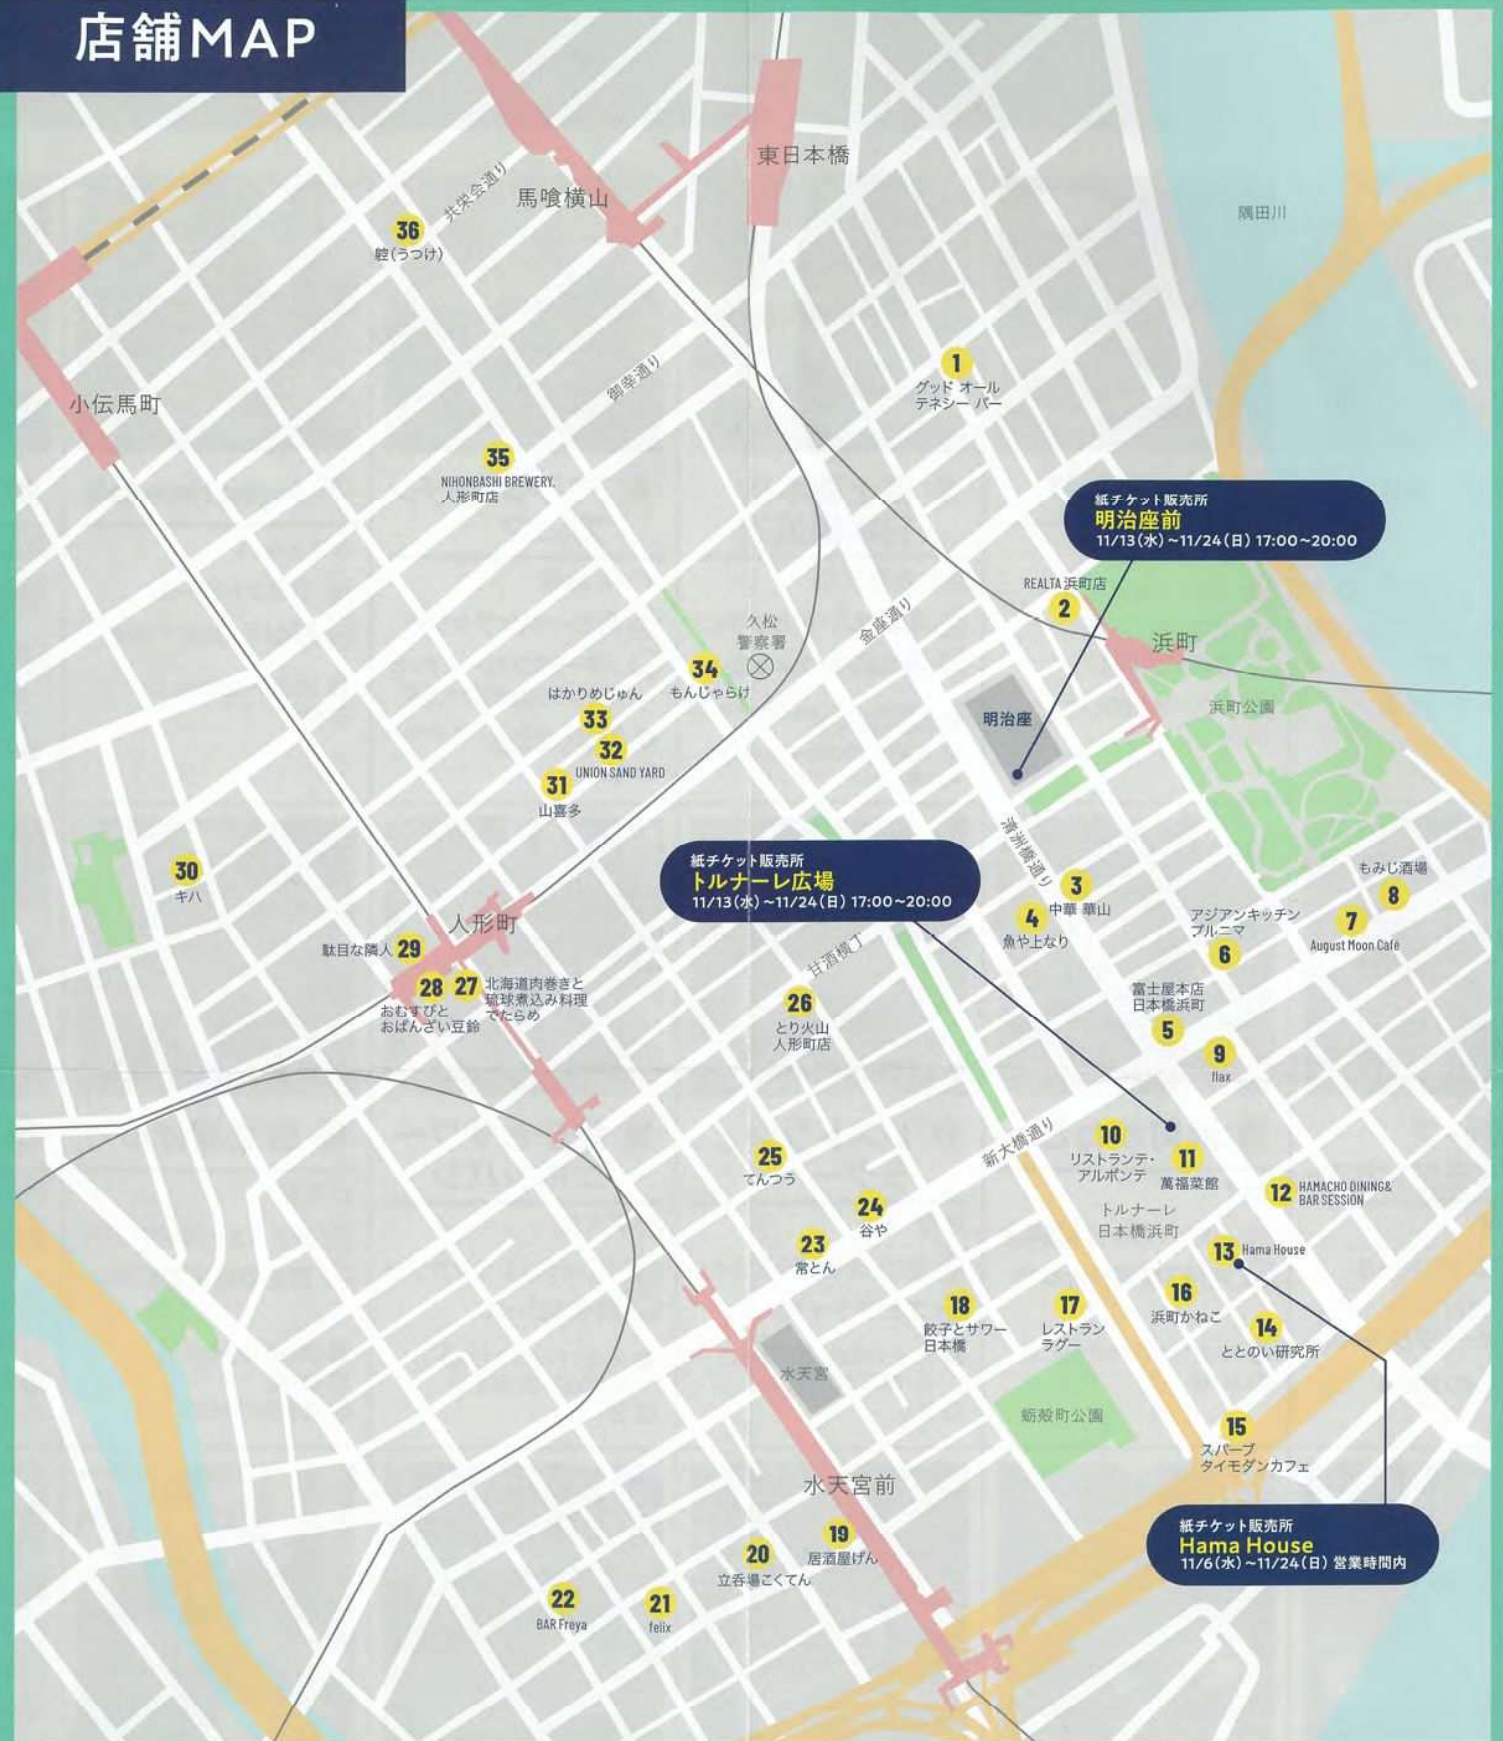 店舗MAP
東日本橋
共栄会通り
馬喰横山
隅田川
36
躻(うつけ)
1
グッド オール
テネシー バー
御幸通り
小伝馬町
35
NIHONBASHI BREWERY.
人形町店
紙チケット販売所
明治座前
11/13(水)~11/24(日) 17:00~20:00
REALTA 浜町店
2
金座通り
久松
警察署
浜町
34
もんじゃらけ
はかりめじゅん
33
32
UNION SAND YARD
31
山喜多
浜町公園
明治座
清洲橋通り
紙チケット販売所
トルナーレ広場
11/13(水)~11/24(日) 17:00~20:00
30
キハ
3
中華 華山
4
魚や上なり
もみじ酒場
8
7
August Moon Café
アジアンキッチン
プルニマ
6
人形町
駄目な隣人
29
28
おむすびと
おばんざい豆鈴
27
北海道肉巻きと
琉球煮込み料理
でたらめ
甘酒横丁
26
とり火山
人形町店
富士屋本店
日本橋浜町
5
9
flax
新大橋通り
10
リストランテ・
アルポンテ
11
萬福菜館
25
てんつう
12
HAMACHO DINING&
BAR SESSION
24
谷や
トルナーレ
日本橋浜町
23
常とん
13
Hama House
16
浜町かねこ
18
餃子とサワー
日本橋
17
レストラン
ラグー
14
ととのい研究所
水天宮
蛎殻町公園
15
スパーブ
タイモダンカフェ
水天宮前
19
居酒屋げん
20
立呑場こくてん
紙チケット販売所
Hama House
11/6(水)~11/24(日) 営業時間内
22
BAR Freya
21
felix